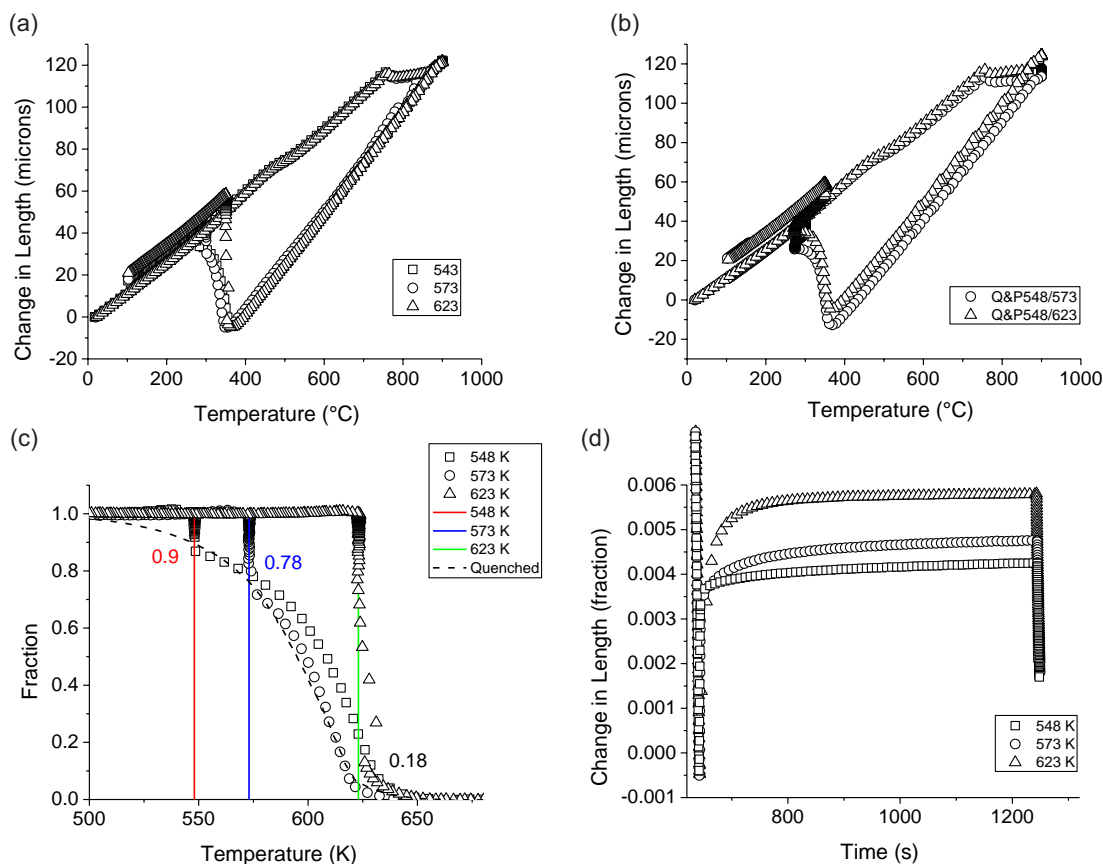 (a)
120
100
80
60
40
20
0
-20
Change in Length (microns)
0 200 400 600 800 1000
Temperature (°C)
543
573
623
(b)
120
100
80
60
40
20
0
-20
Change in Length (microns)
0 200 400 600 800 1000
Temperature (°C)
Q&P548/573
Q&P548/623
(c)
548 K
573 K
623 K
548 K
573 K
623 K
Quenched
1.0
0.8
0.6
0.4
0.2
0.0
Fraction
0.9
0.78
0.18
500 550 600 650
Temperature (K)
(d)
0.006
0.005
0.004
0.003
0.002
0.001
0.000
-0.001
Change in Length (fraction)
800 1000 1200
Time (s)
548 K
573 K
623 K